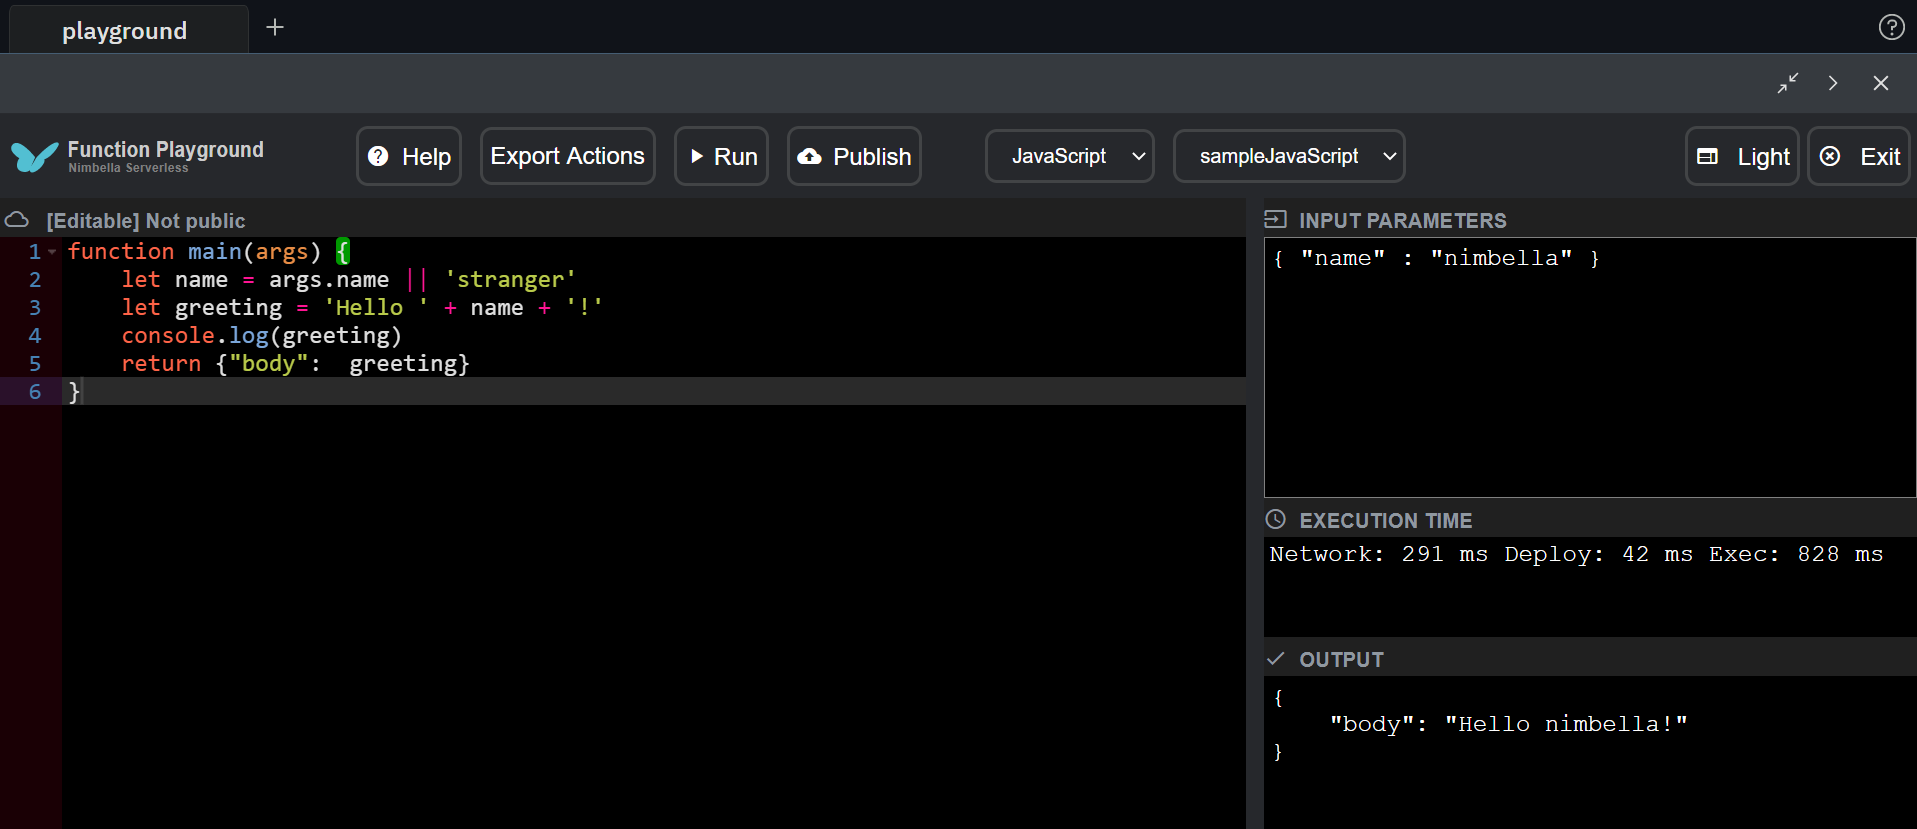 playground
Function Playground
Nimbella Serverless
Help
Export Actions
Run
Publish
JavaScript
sampleJavaScript
Light
Exit
[Editable] Not public
1 function main(args) {
2     let name = args.name || 'stranger'
3     let greeting = 'Hello ' + name + '!'
4     console.log(greeting)
5     return {"body":  greeting}
6 }
INPUT PARAMETERS
{ "name" : "nimbella" }
EXECUTION TIME
Network: 291 ms Deploy: 42 ms Exec: 828 ms
OUTPUT
{
    "body": "Hello nimbella!"
}